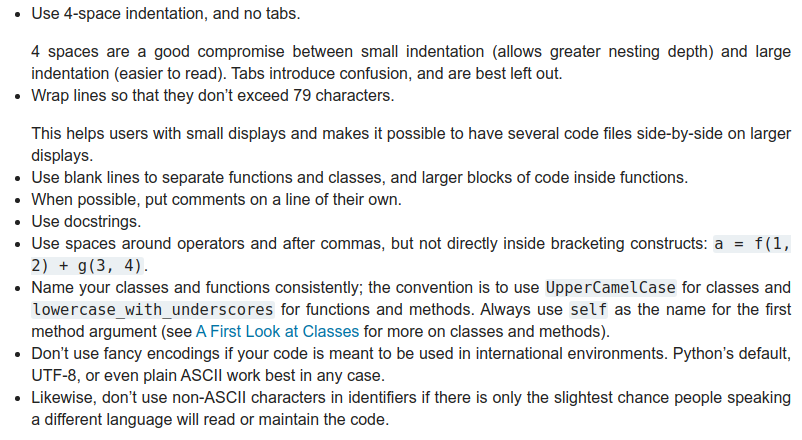 • Use 4-space indentation, and no tabs.
4 spaces are a good compromise between small indentation (allows greater nesting depth) and large
indentation (easier to read). Tabs introduce confusion, and are best left out.
• Wrap lines so that they don’t exceed 79 characters.
This helps users with small displays and makes it possible to have several code files side-by-side on larger
displays.
• Use blank lines to separate functions and classes, and larger blocks of code inside functions.
• When possible, put comments on a line of their own.
• Use docstrings.
• Use spaces around operators and after commas, but not directly inside bracketing constructs: a = f(1,
2) + g(3, 4).
• Name your classes and functions consistently; the convention is to use UpperCamelCase for classes and
lowercase_with_underscores for functions and methods. Always use self as the name for the first
method argument (see A First Look at Classes for more on classes and methods).
• Don’t use fancy encodings if your code is meant to be used in international environments. Python’s default,
UTF-8, or even plain ASCII work best in any case.
• Likewise, don’t use non-ASCII characters in identifiers if there is only the slightest chance people speaking
a different language will read or maintain the code.